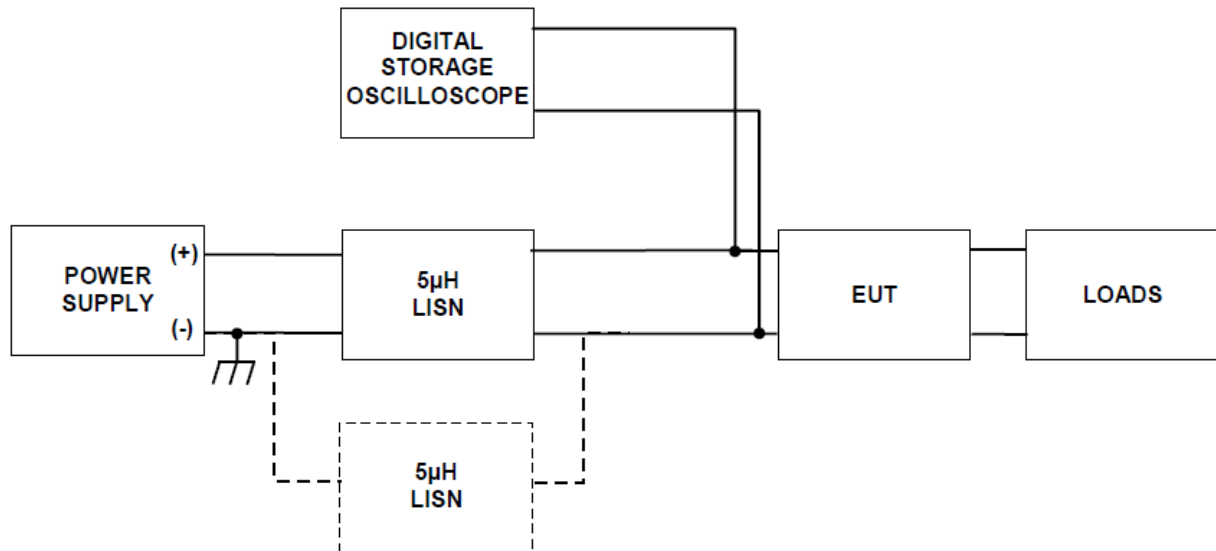 DIGITAL
STORAGE
OSCILLOSCOPE
POWER
SUPPLY
(+)
(-)
5µH
LISN
EUT
LOADS
5µH
LISN